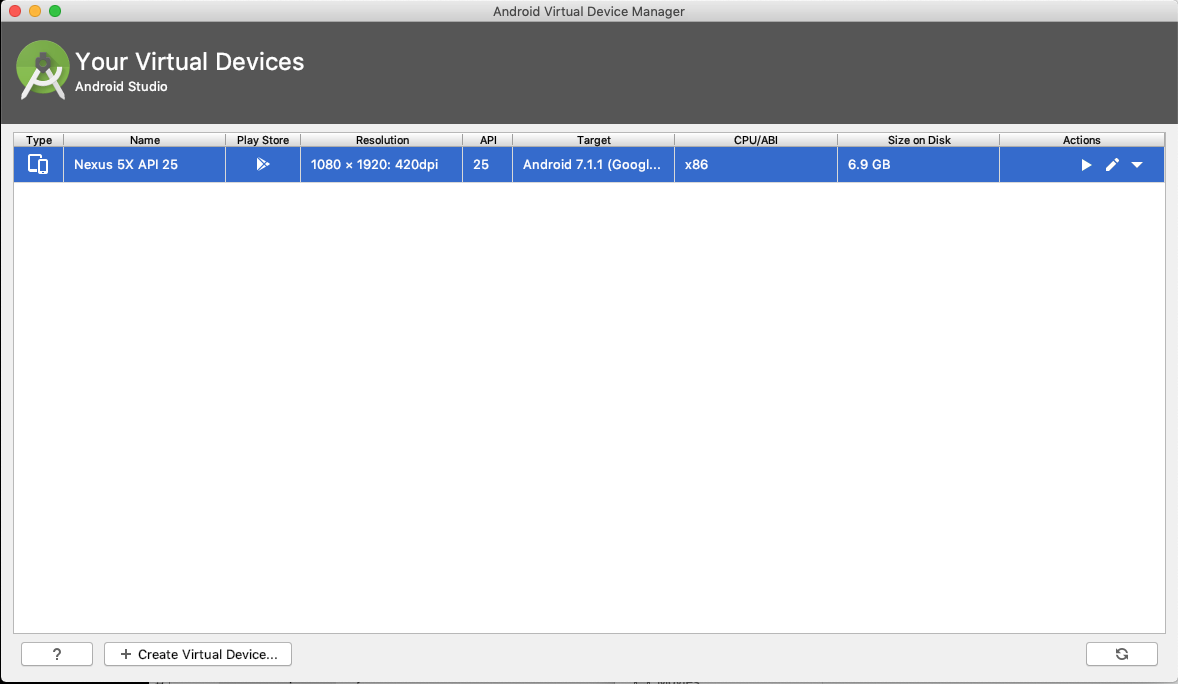 Android Virtual Device Manager
Your Virtual Devices
Android Studio
Type Name Play Store Resolution API Target CPU/ABI Size on Disk Actions
Nexus 5X API 25 1080 × 1920: 420dpi 25 Android 7.1.1 (Googl... x86 6.9 GB
? + Create Virtual Device...